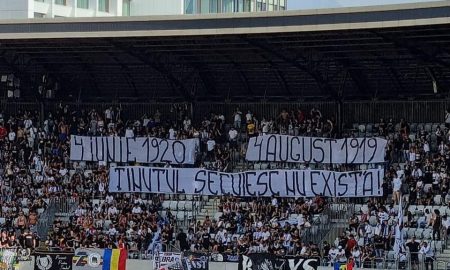 4 IUNIE 1920
4 AUGUST 1919
ȚINUTUL SECUIESC NU EXISTĂ!